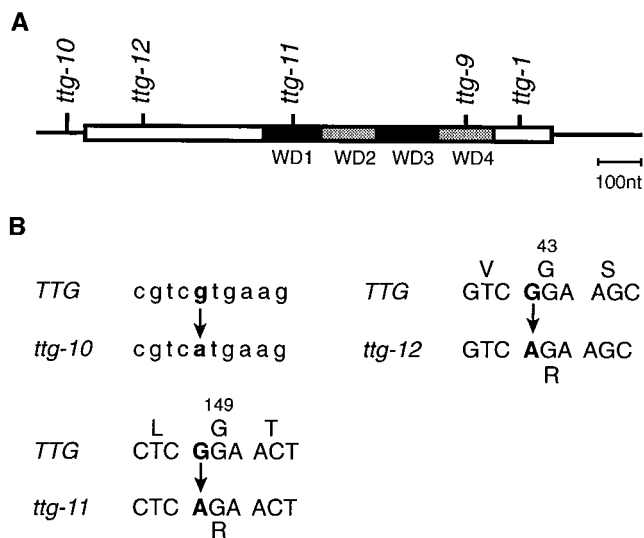 A
ttg-10 ttg-12 ttg-11 ttg-9 ttg-1
WD1 WD2 WD3 WD4
100nt
B
TTG cgtcgtgaag
ttg-10 cgtcatgaag
43
V G S
TTG GTC GGA AGC
ttg-12 GTC AGA AGC
R
149
L G T
TTG CTC GGA ACT
ttg-11 CTC AGA ACT
R